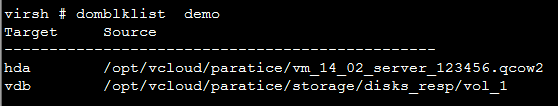 virsh # domblklist  demo
Target     Source
------------------------------------------------
hda        /opt/vcloud/paratice/vm_14_02_server_123456.qcow2
vdb        /opt/vcloud/paratice/storage/disks_resp/vol_1